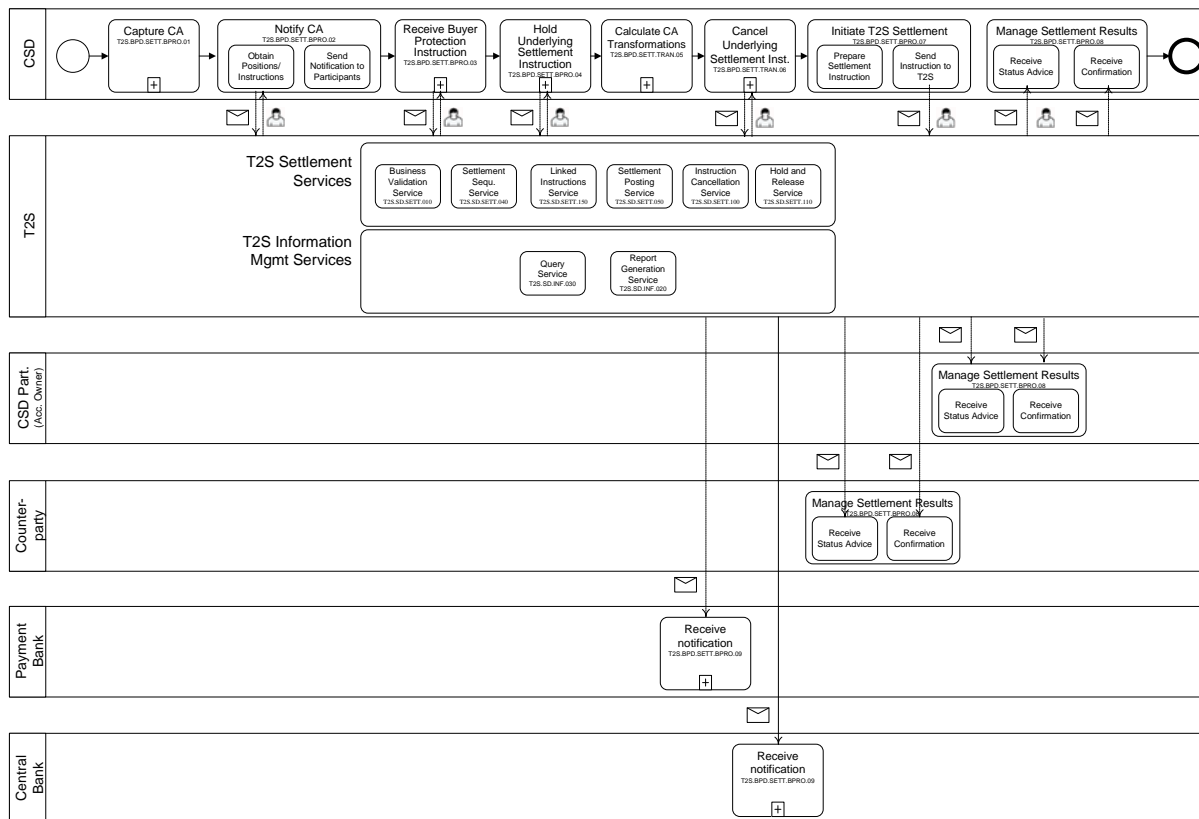 CSD
Capture CA
T2S.BPD.SETT.BPRO.01
Notify CA
T2S.BPD.SETT.BPRO.02
Obtain
Positions/
Instructions
Send
Notification to
Participants
Receive Buyer
Protection
Instruction
T2S.BPD.SETT.BPRO.03
Hold
Underlying
Settlement
Instruction
T2S.BPD.SETT.BPRO.04
Calculate CA
Transformations
T2S.BPD.SETT.TRAN.05
Cancel
Underlying
Settlement Inst.
T2S.BPD.SETT.TRAN.06
Initiate T2S Settlement
T2S.BPD.SETT.BPRO.07
Prepare
Settlement
Instruction
Send
Instruction to
T2S
Manage Settlement Results
T2S.BPD.SETT.BPRO.08
Receive
Status Advice
Receive
Confirmation
T2S
T2S Settlement
Services
Business
Validation
Service
T2S.SD.SETT.010
Settlement
Sequ.
Service
T2S.SD.SETT.040
Linked
Instructions
Service
T2S.SD.SETT.150
Settlement
Posting
Service
T2S.SD.SETT.050
Instruction
Cancellation
Service
T2S.SD.SETT.100
Hold and
Release
Service
T2S.SD.SETT.110
T2S Information
Mgmt Services
Query
Service
T2S.SD.INF.030
Report
Generation
Service
T2S.SD.INF.020
CSD Part.
(Acc. Owner)
Manage Settlement Results
T2S.BPD.SETT.BPRO.08
Receive
Status Advice
Receive
Confirmation
Counter-
party
Manage Settlement Results
T2S.BPD.SETT.BPRO.08
Receive
Status Advice
Receive
Confirmation
Payment
Bank
Receive
notification
T2S.BPD.SETT.BPRO.09
Central
Bank
Receive
notification
T2S.BPD.SETT.BPRO.09